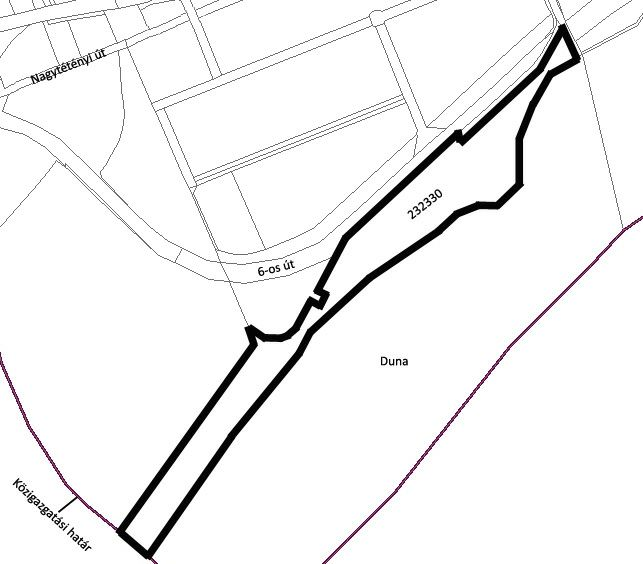 Nagytétényi út
232330
6-os út
Duna
Közigazgatási határ